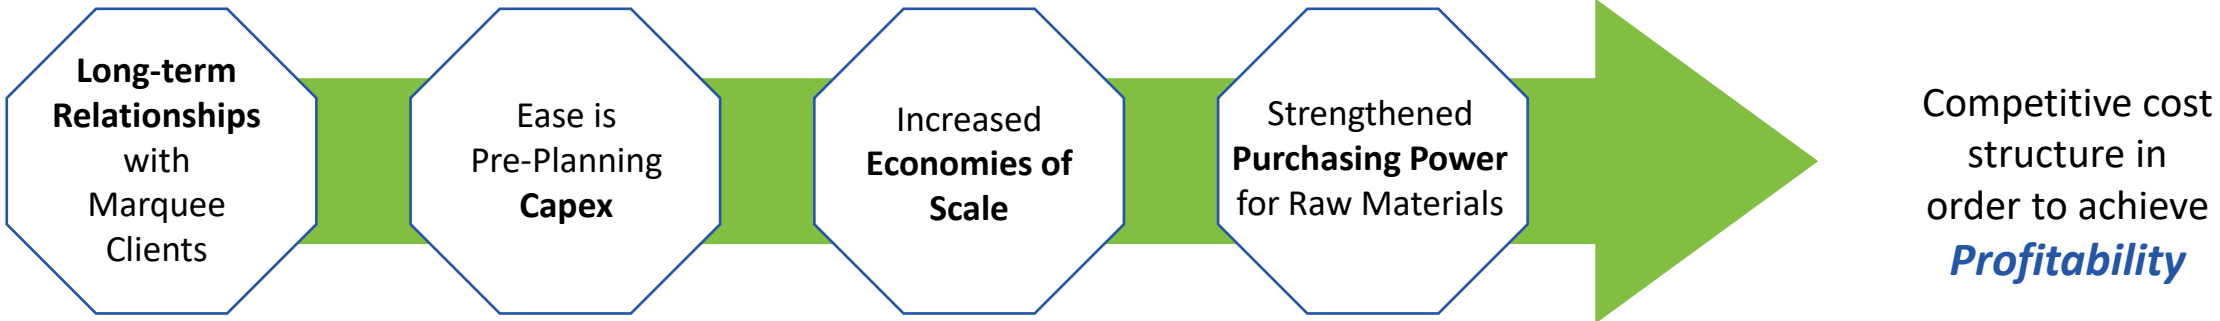 Long-term
Relationships
with
Marquee
Clients
Ease is
Pre-Planning
Capex
Increased
Economies of
Scale
Strengthened
Purchasing Power
for Raw Materials
Competitive cost
structure in
order to achieve
Profitability